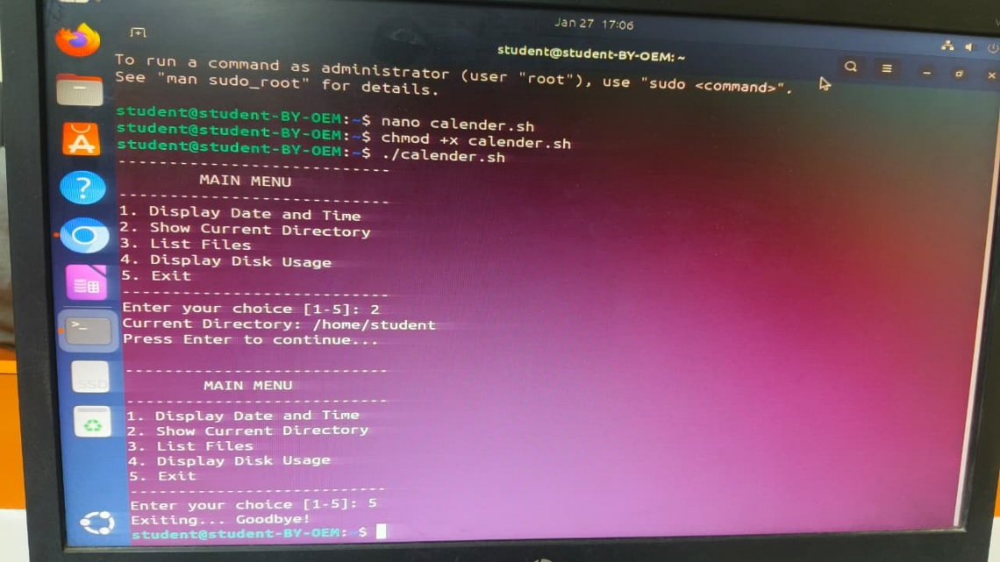 Jan 27 17:06
student@student-BY-OEM: ~
To run a command as administrator (user "root"), use "sudo <command>".
See "man sudo_root" for details.
student@student-BY-OEM:~$ nano calender.sh
student@student-BY-OEM:~$ chmod +x calender.sh
student@student-BY-OEM:~$ ./calender.sh
-----------------------------
MAIN MENU
-----------------------------
1. Display Date and Time
2. Show Current Directory
3. List Files
4. Display Disk Usage
5. Exit
-----------------------------
Enter your choice [1-5]: 2
Current Directory: /home/student
Press Enter to continue...
-----------------------------
MAIN MENU
-----------------------------
1. Display Date and Time
2. Show Current Directory
3. List Files
4. Display Disk Usage
5. Exit
-----------------------------
Enter your choice [1-5]: 5
Exiting... Goodbye!
student@student-BY-OEM:~$
SSD